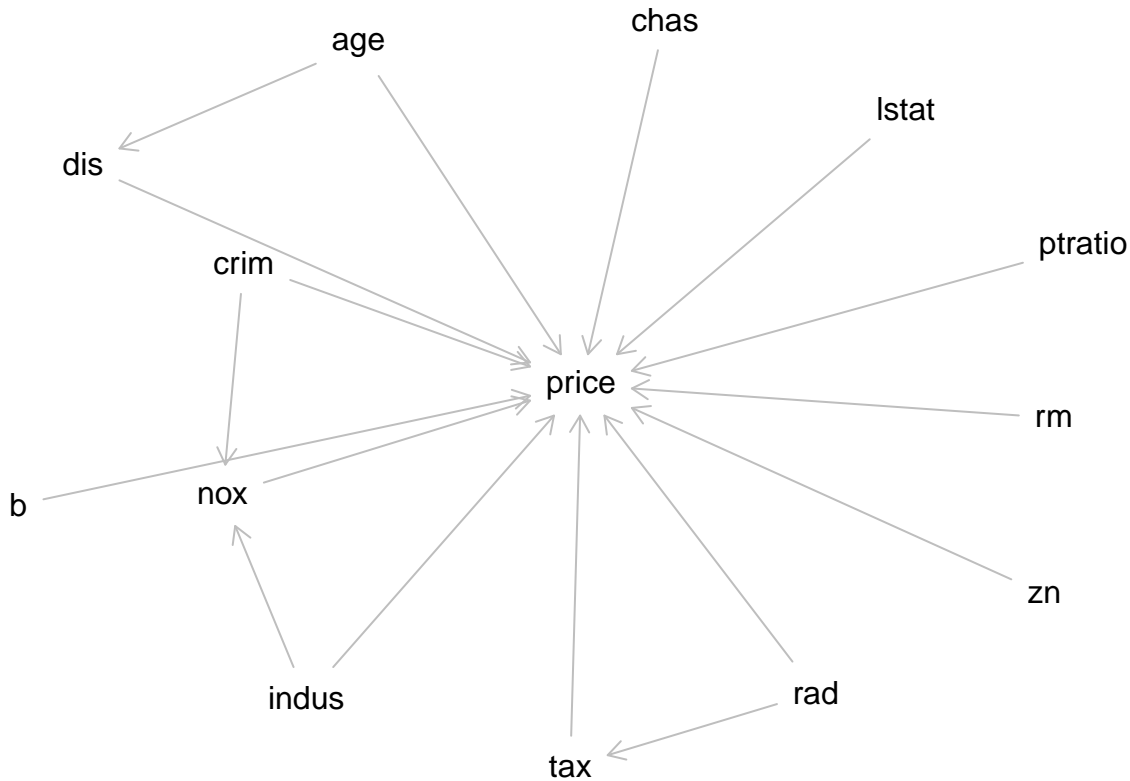 chas
age
lstat
dis
ptratio
crim
price
rm
nox
b
zn
rad
indus
tax